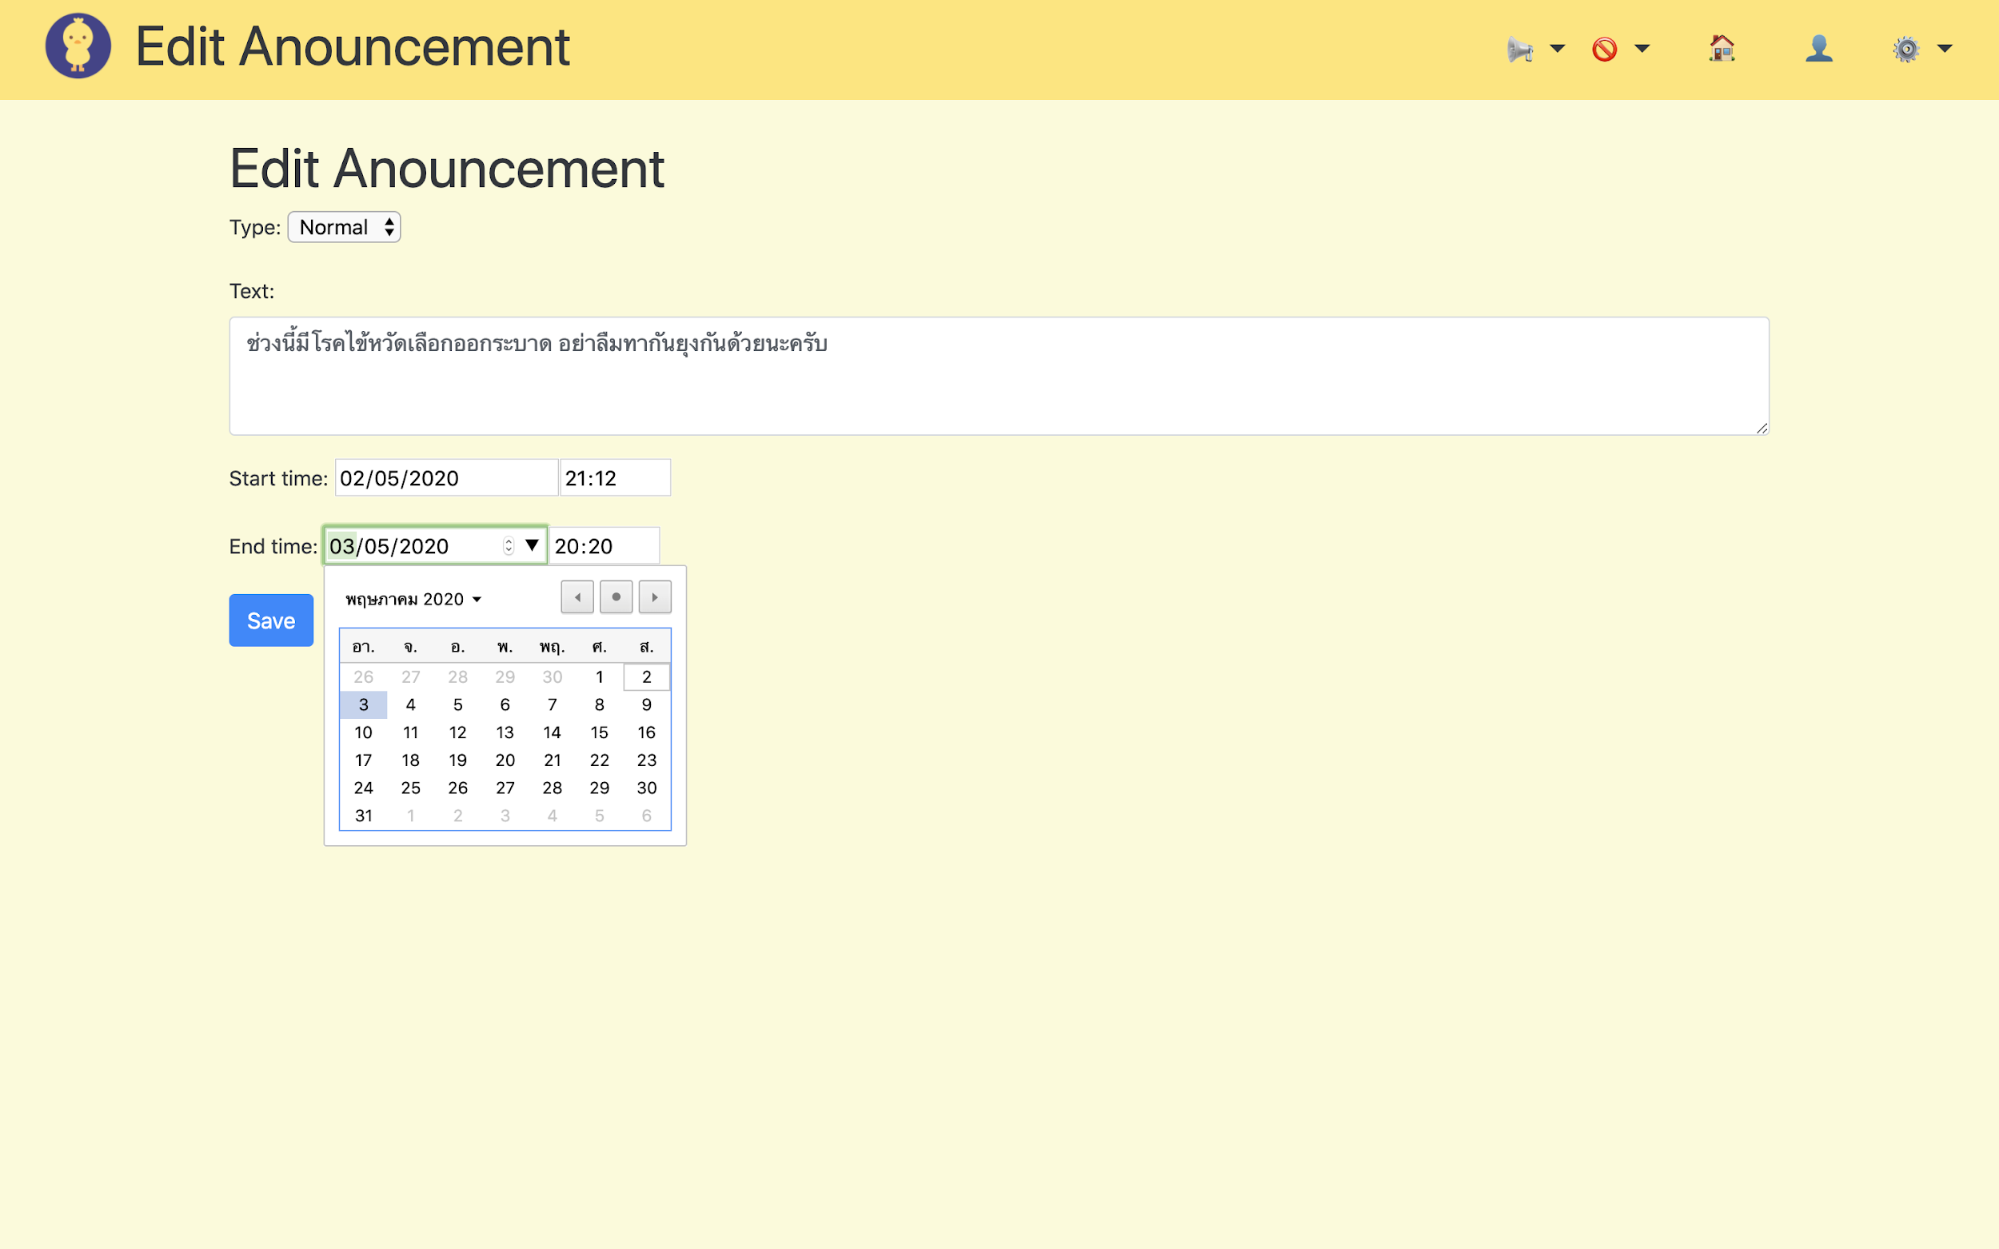 Edit Anouncement
Edit Anouncement
Type: Normal
Text:
ช่วงนี้มีโรคไข้หวัดเลือกออกระบาด อย่าลืมทากันยุงกันด้วยนะครับ
Start time: 02/05/2020 21:12
End time: 03/05/2020 20:20
Save
พฤษภาคม 2020
อา. จ. อ. พ. พฤ. ศ. ส.
26 27 28 29 30 1 2
3 4 5 6 7 8 9
10 11 12 13 14 15 16
17 18 19 20 21 22 23
24 25 26 27 28 29 30
31 1 2 3 4 5 6